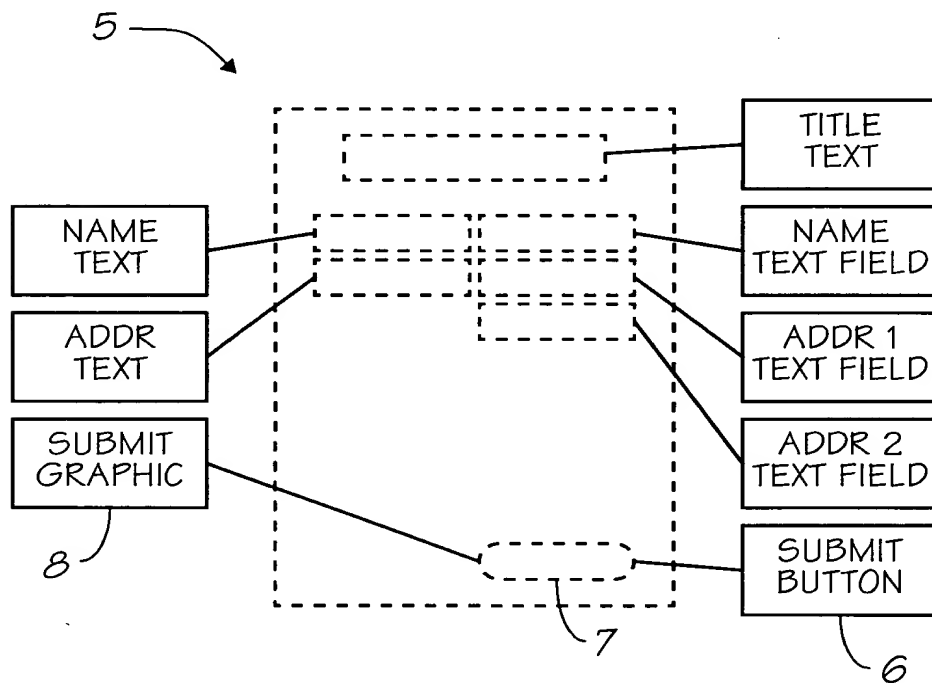 5
TITLE
TEXT
NAME
TEXT
NAME
TEXT FIELD
ADDR
TEXT
ADDR 1
TEXT FIELD
SUBMIT
GRAPHIC
ADDR 2
TEXT FIELD
8
SUBMIT
BUTTON
7
6